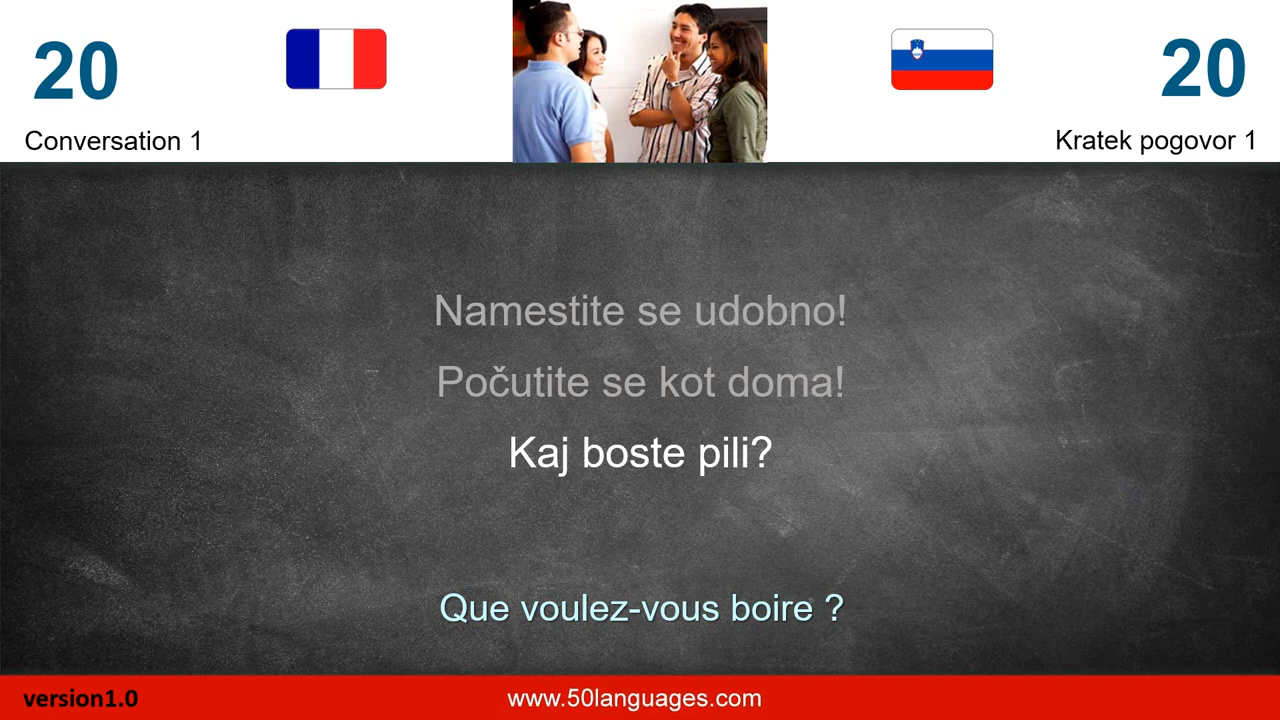 20
20
Conversation 1
Kratek pogovor 1
Namestite se udobno!
Počutite se kot doma!
Kaj boste pili?
Que voulez-vous boire ?
version1.0
www.50languages.com